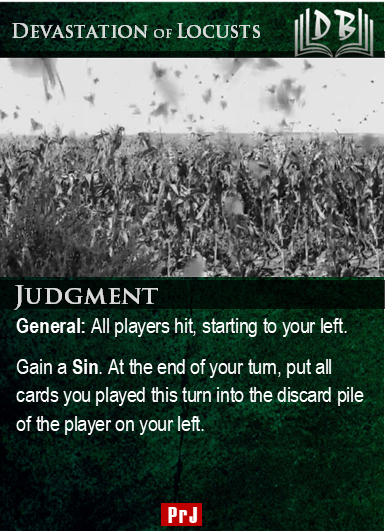 DEVASTATION OF LOCUSTS
DB
JUDGMENT
General: All players hit, starting to your left.
Gain a Sin. At the end of your turn, put all
cards you played this turn into the discard pile
of the player on your left.
PrJ